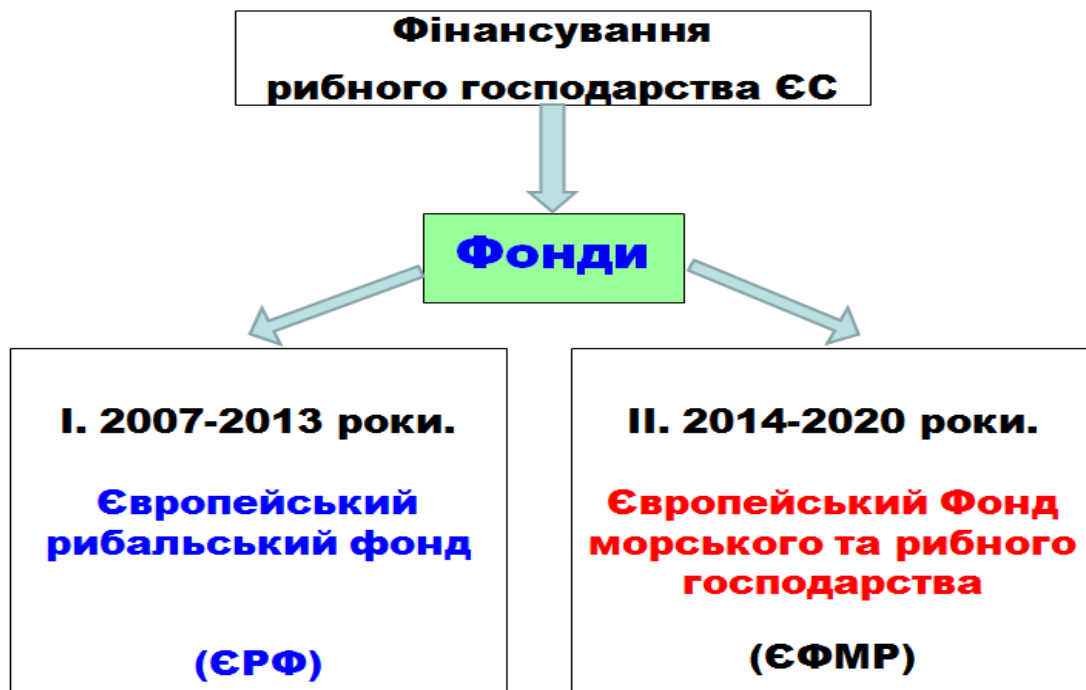 Фінансування
рибного господарства ЄС
Фонди
І. 2007-2013 роки.
Європейський
рибальський фонд
(ЄРФ)
ІІ. 2014-2020 роки.
Європейський Фонд
морського та рибного
господарства
(ЄФМР)